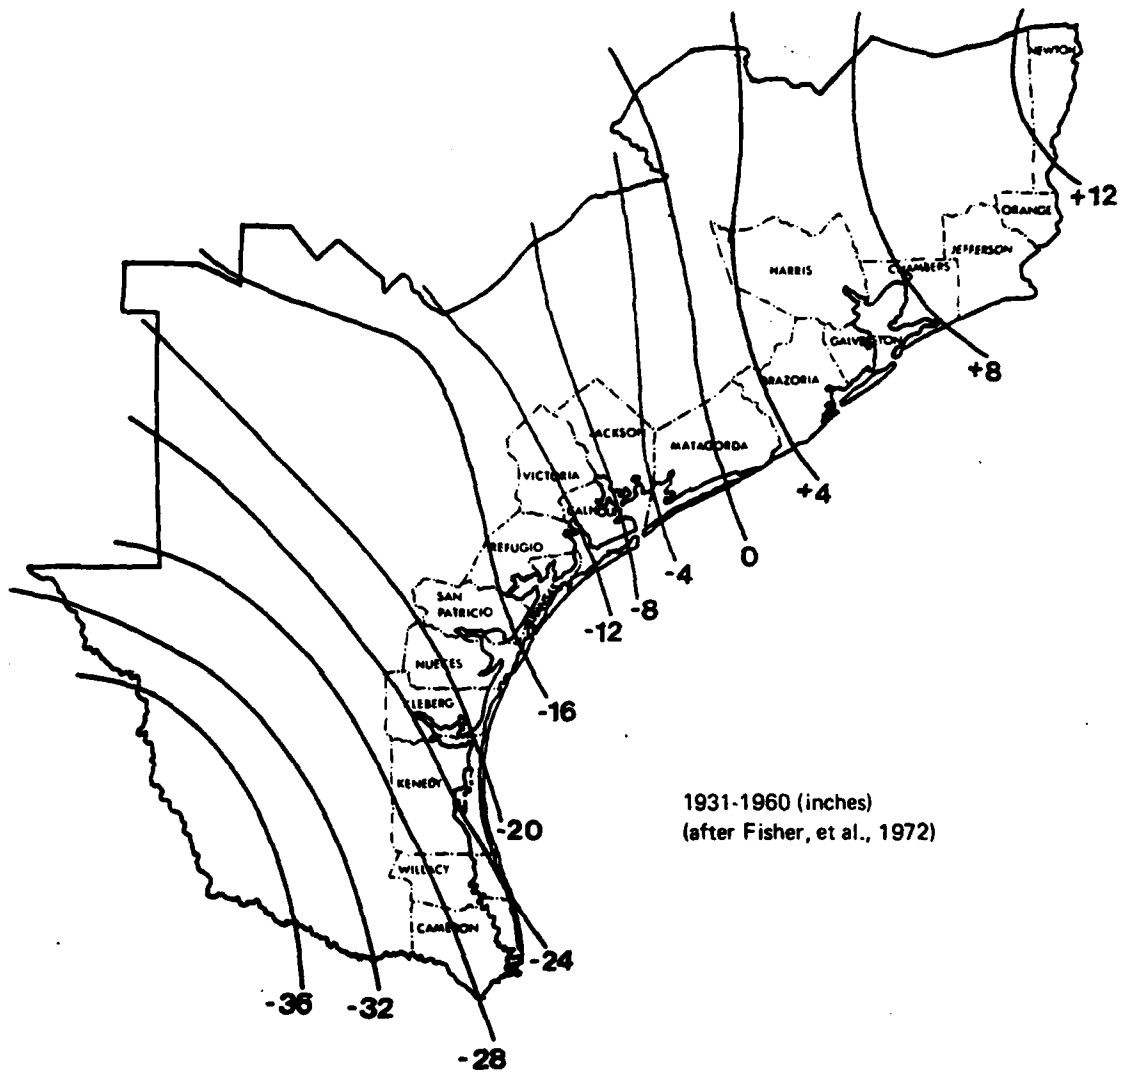 NEWTON
+12
ORANGE
JEFFERSON
HARRIS
CHAMBERS
GALVESTON
+8
BRAZORIA
JACKSON
MATAGORDA
VICTORIA
+4
CALHOUN
REFUGIO
0
-4
-8
-12
SAN
PATRICIO
NUECES
KLEBERG
-16
KENEDY
1931-1960 (inches)
-20
(after Fisher, et al., 1972)
WILLACY
CAMERON
-24
-36
-32
-28